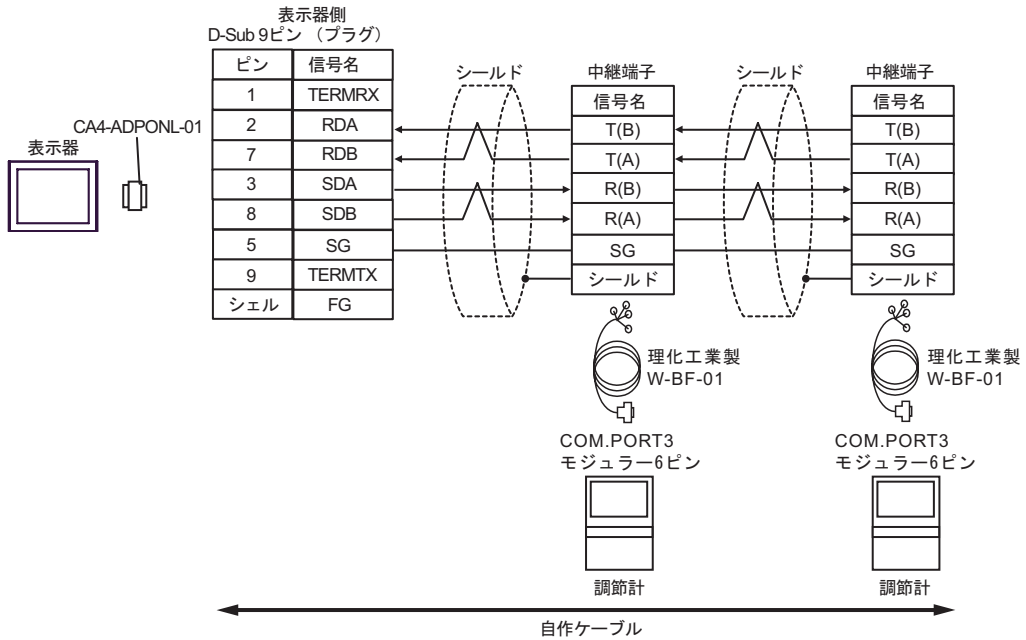 表示器側
D-Sub 9ピン （プラグ）
ピン 信号名
1 TERMRX
2 RDA
7 RDB
3 SDA
8 SDB
5 SG
9 TERMTX
シェル FG
CA4-ADPONL-01
表示器
シールド
中継端子
信号名
T(B)
T(A)
R(B)
R(A)
SG
シールド
シールド
中継端子
信号名
T(B)
T(A)
R(B)
R(A)
SG
シールド
理化工業製
W-BF-01
COM.PORT3
モジュラー6ピン
調節計
理化工業製
W-BF-01
COM.PORT3
モジュラー6ピン
調節計
自作ケーブル